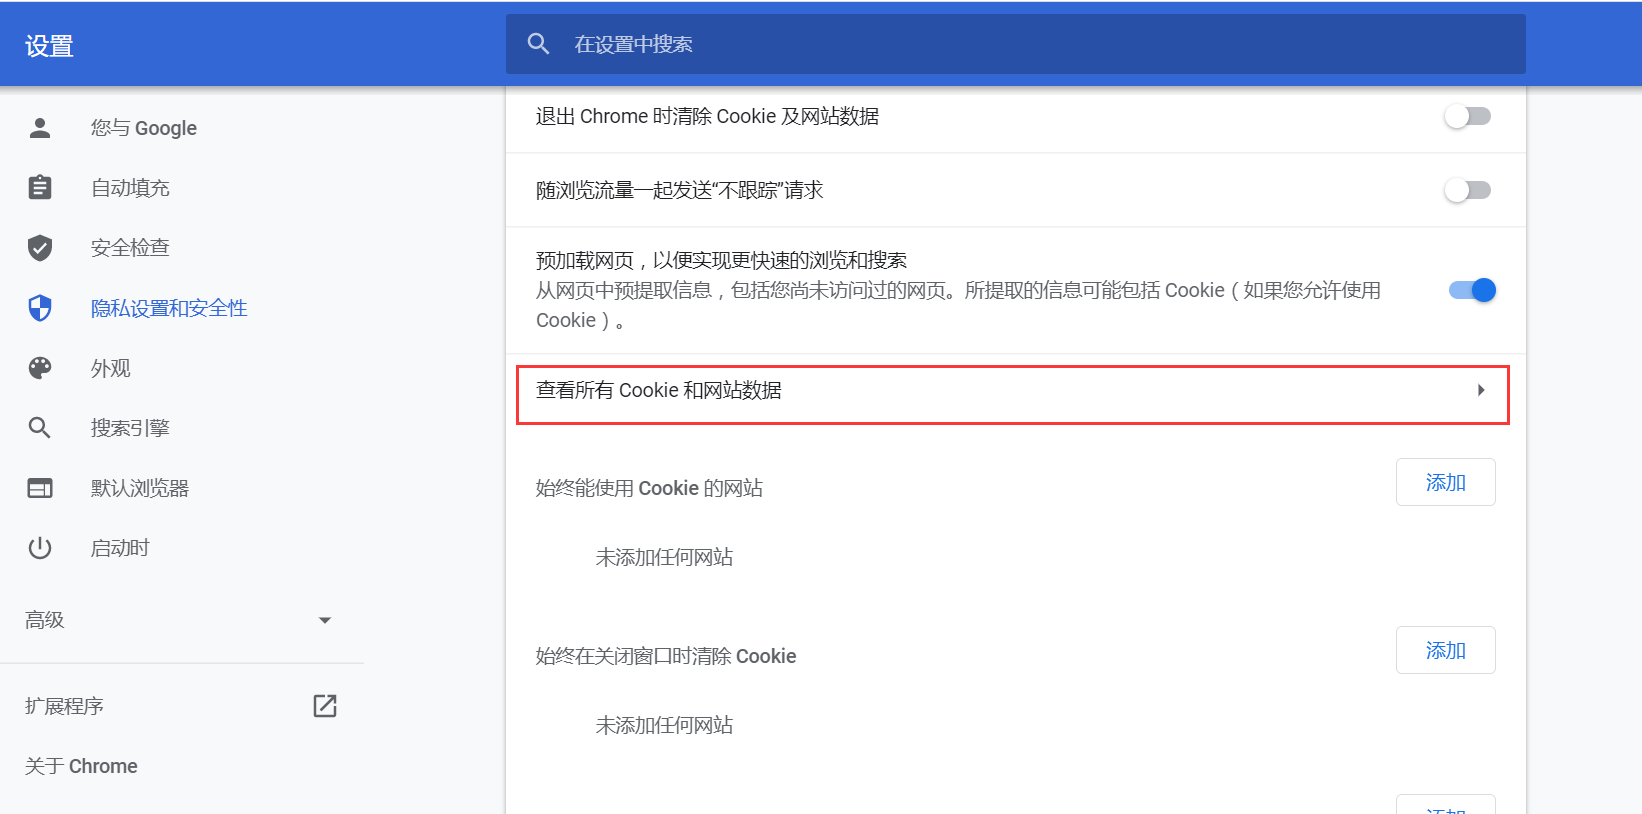 设置
在设置中搜索
您与 Google
自动填充
安全检查
隐私设置和安全性
外观
搜索引擎
默认浏览器
启动时
高级
扩展程序
关于 Chrome
退出 Chrome 时清除 Cookie 及网站数据
随浏览流量一起发送“不跟踪”请求
预加载网页，以便实现更快速的浏览和搜索
从网页中预提取信息，包括您尚未访问过的网页。所提取的信息可能包括 Cookie（如果您允许使用
Cookie）。
查看所有 Cookie 和网站数据
始终能使用 Cookie 的网站
添加
未添加任何网站
始终在关闭窗口时清除 Cookie
添加
未添加任何网站
添加